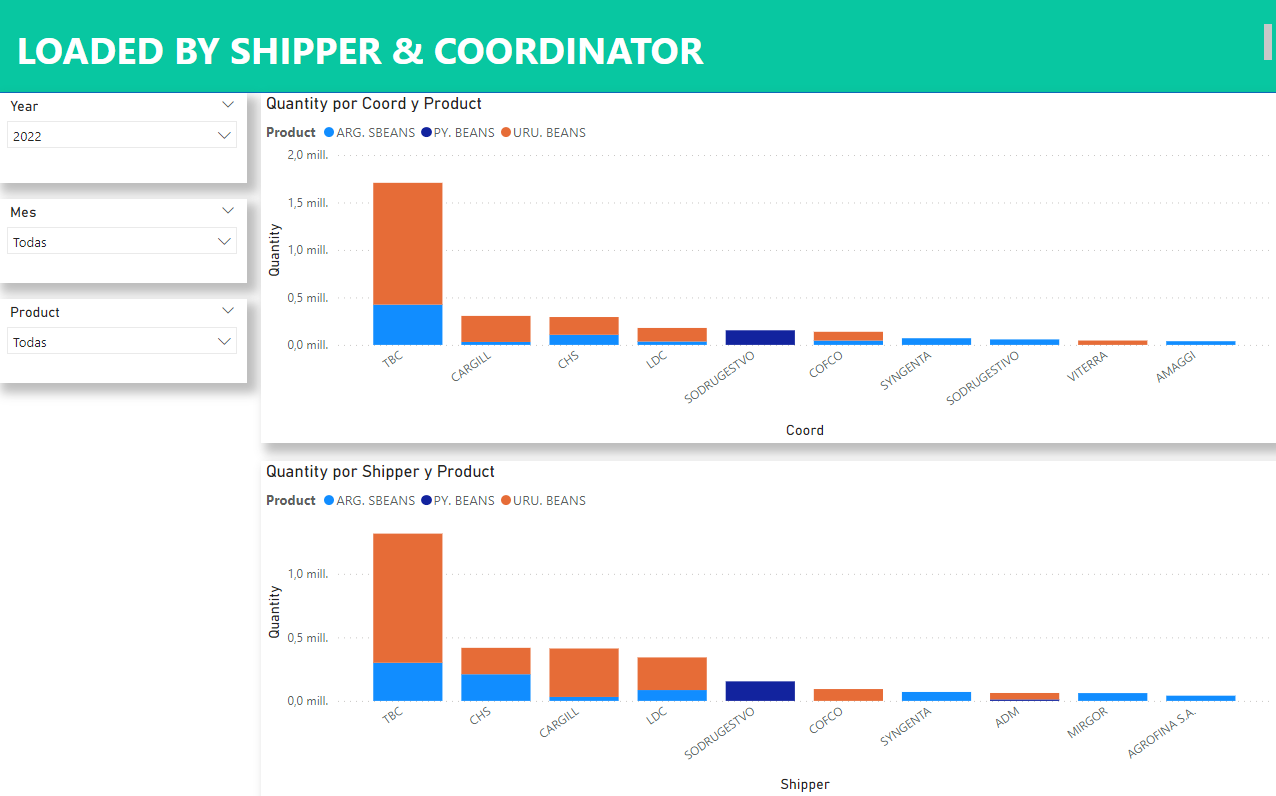 LOADED BY SHIPPER & COORDINATOR
Year
2022
Mes
Todas
Product
Todas
Quantity por Coord y Product
Product ARG. SBEANS PY. BEANS URU. BEANS
2,0 mill.
1,5 mill.
1,0 mill.
0,5 mill.
0,0 mill.
Quantity
TBC
CARGILL
CHS
LDC
SODRUGESTVO
COFCO
SYNGENTA
SODRUGESTIVO
VITERRA
AMAGGI
Coord
Quantity por Shipper y Product
Product ARG. SBEANS PY. BEANS URU. BEANS
1,0 mill.
0,5 mill.
0,0 mill.
Quantity
TBC
CHS
CARGILL
LDC
SODRUGESTVO
COFCO
SYNGENTA
ADM
MIRGOR
AGROFINA S.A.
Shipper